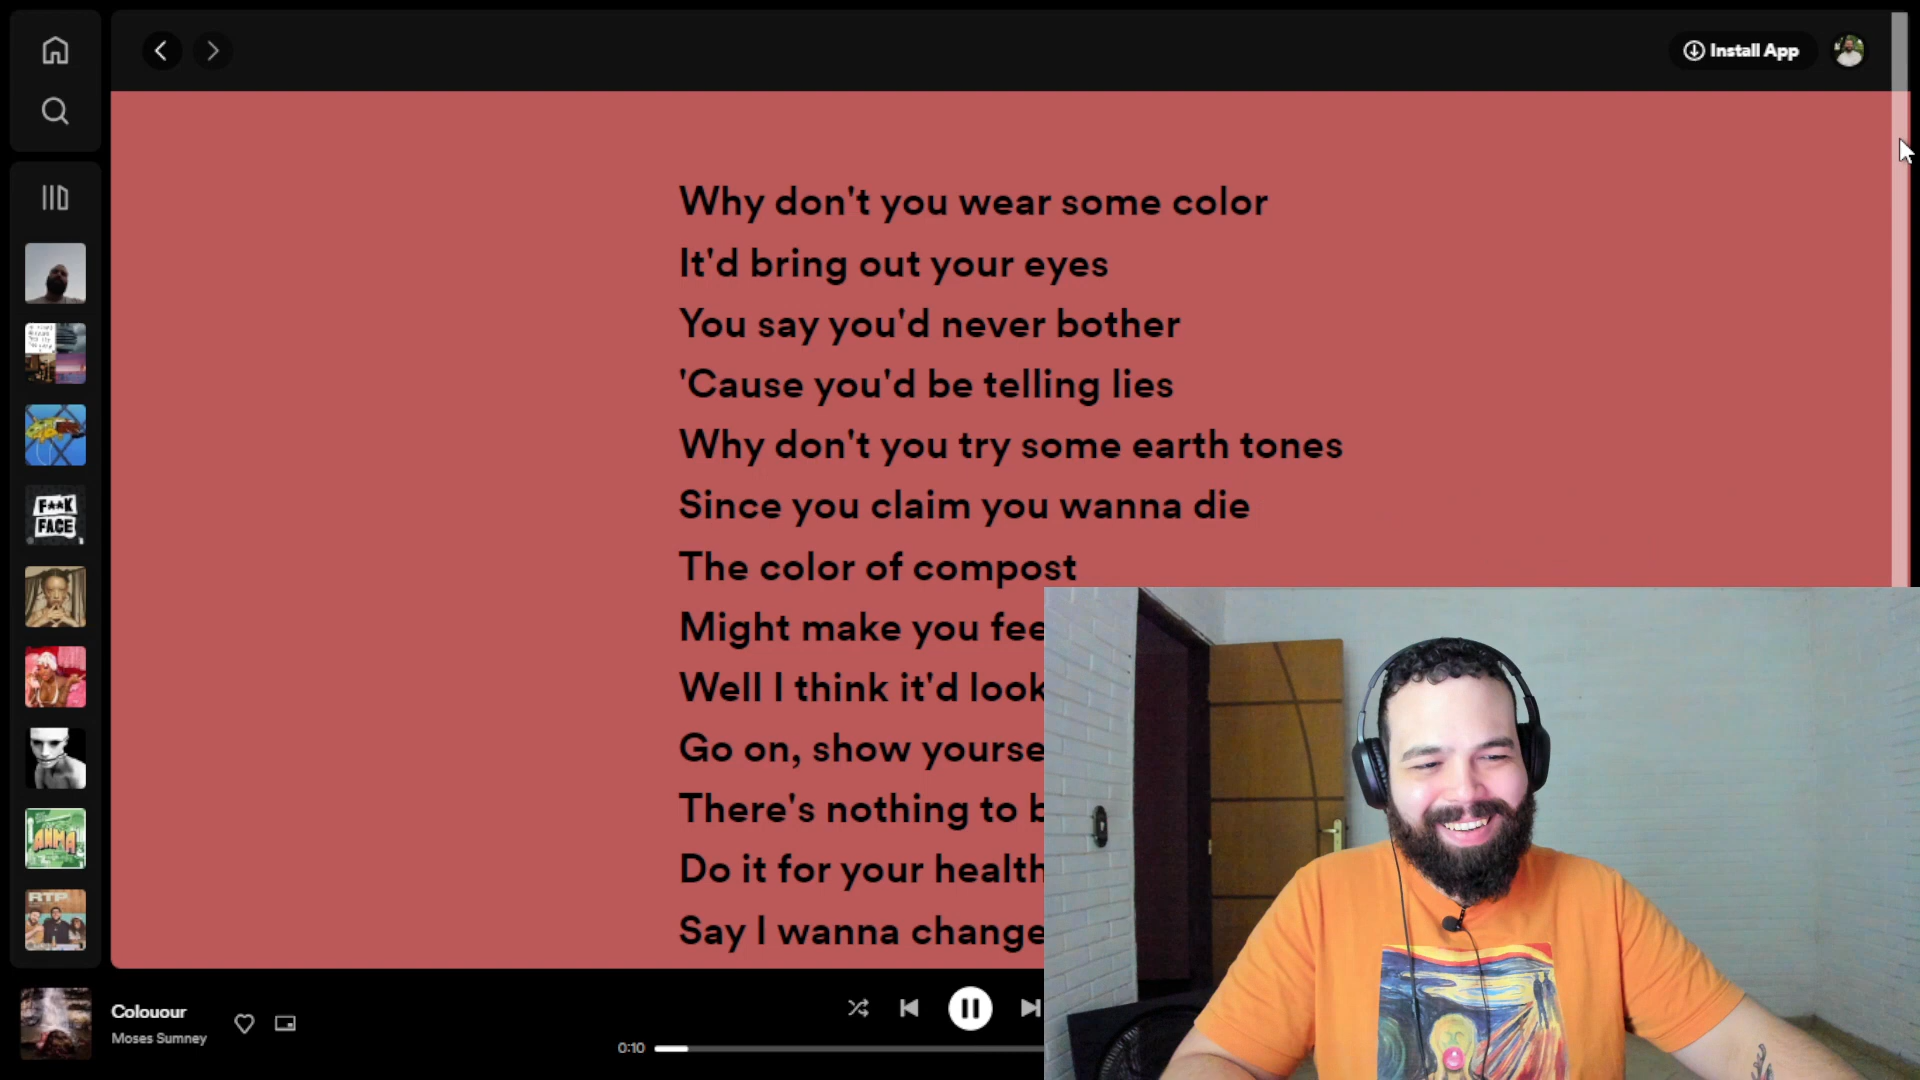 Install App
Why don't you wear some color
It'd bring out your eyes
You say you'd never bother
'Cause you'd be telling lies
Why don't you try some earth tones
Since you claim you wanna die
The color of compost
Might make you fee
Well I think it'd look
Go on, show yourse
There's nothing to b
Do it for your health
Say I wanna change
F**K
FACE
ANMA
RTP
Colouour
Moses Sumney
0:10